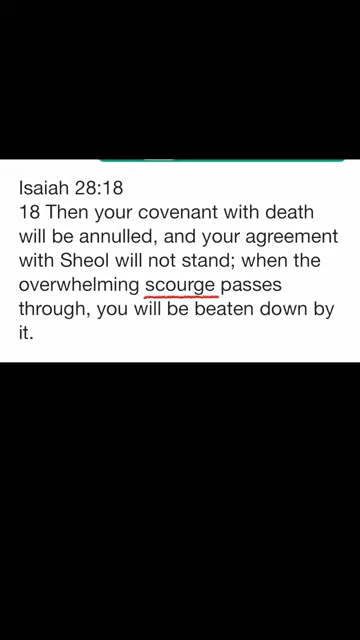 Isaiah 28:18
18 Then your covenant with death
will be annulled, and your agreement
with Sheol will not stand; when the
overwhelming scourge passes
through, you will be beaten down by
it.